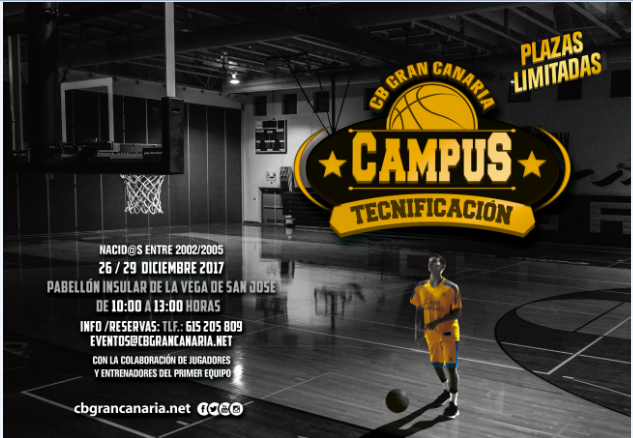 PLAZAS
LIMITADAS
CB GRAN CANARIA
CAMPUS
TECNIFICACIÓN
NACID@S ENTRE 2002/2005
26 / 29 DICIEMBRE 2017
PABELLÓN INSULAR DE LA VEGA DE SAN JOSE
DE 10:00 A 13:00 HORAS
INFO /RESERVAS: TLF.: 615 205 809
EVENTOS@CBGRANCANARIA.NET
CON LA COLABORACIÓN DE JUGADORES
Y ENTRENADORES DEL PRIMER EQUIPO
cbgrancanaria.net